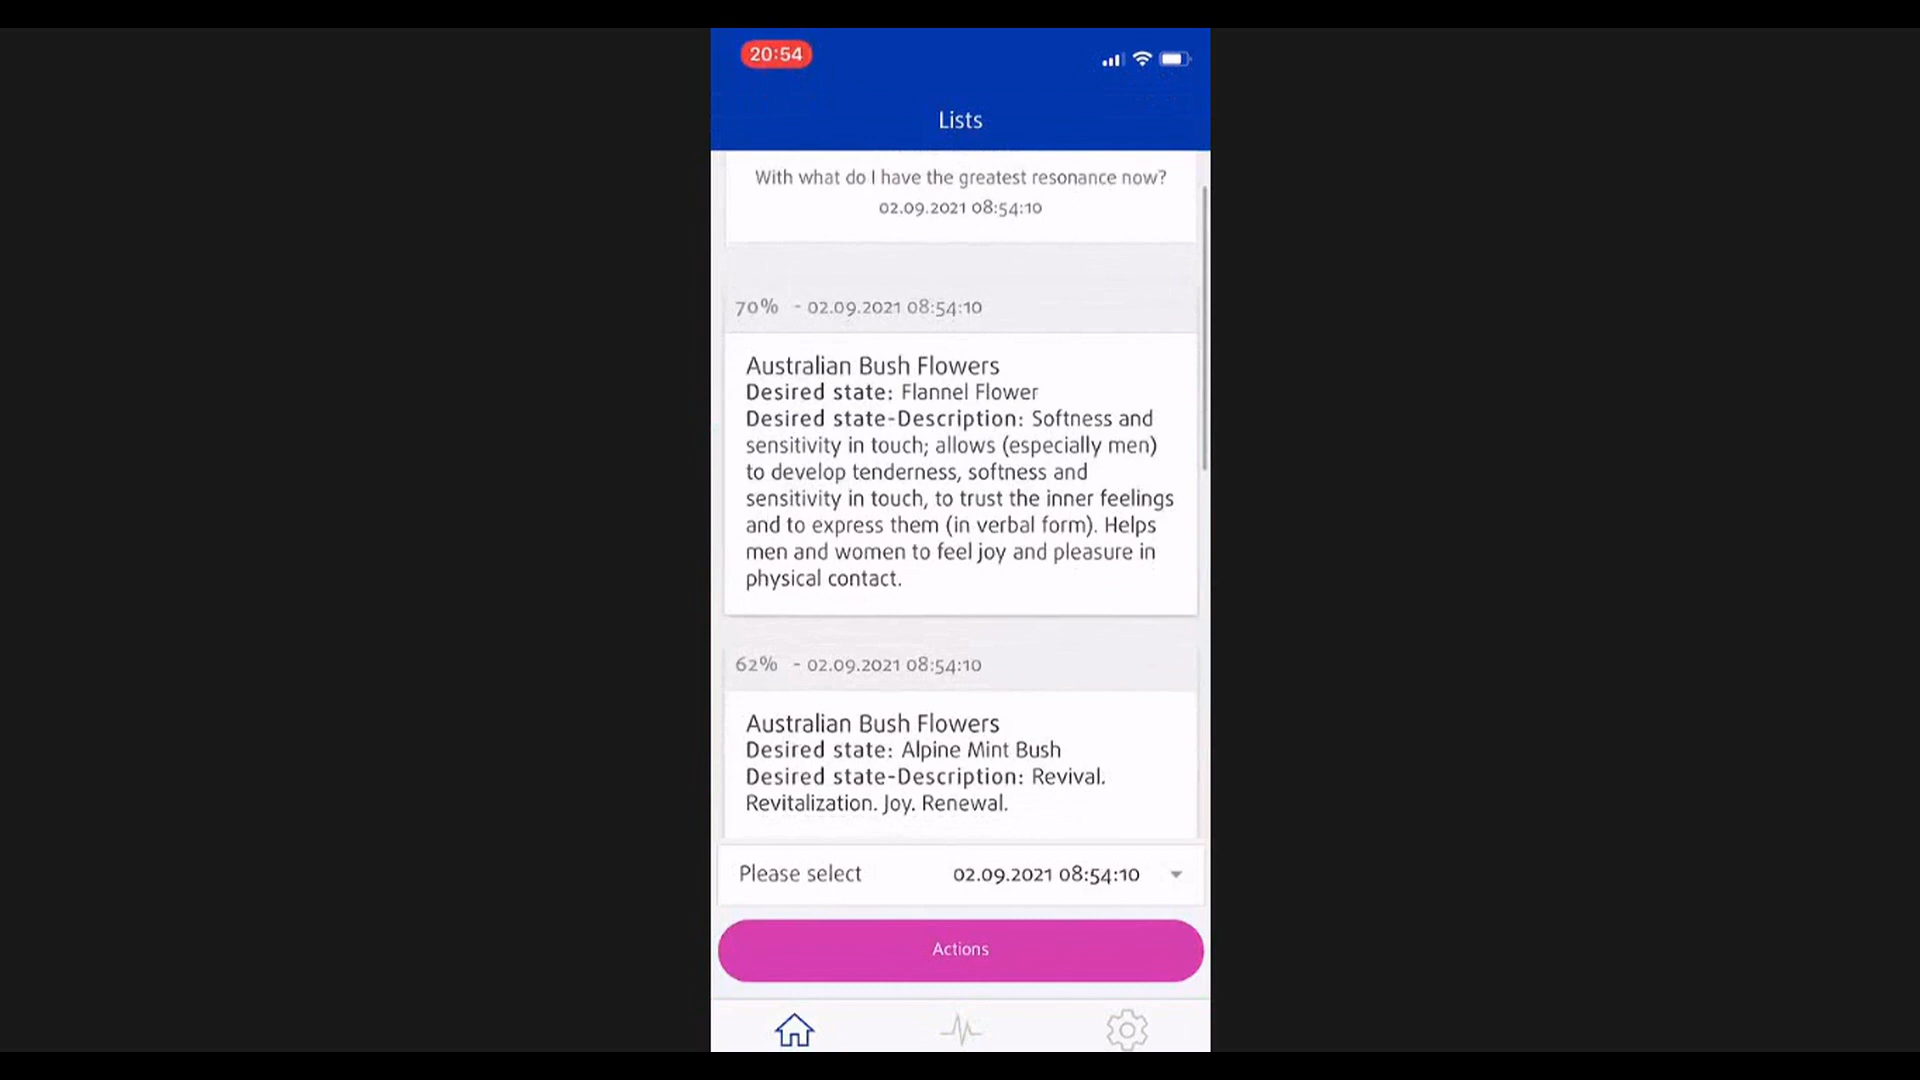 20:54
Lists
With what do I have the greatest resonance now?
02.09.2021 08:54:10
70% - 02.09.2021 08:54:10
Australian Bush Flowers
Desired state: Flannel Flower
Desired state-Description: Softness and
sensitivity in touch; allows (especially men)
to develop tenderness, softness and
sensitivity in touch, to trust the inner feelings
and to express them (in verbal form). Helps
men and women to feel joy and pleasure in
physical contact.
62% - 02.09.2021 08:54:10
Australian Bush Flowers
Desired state: Alpine Mint Bush
Desired state-Description: Revival.
Revitalization. Joy. Renewal.
Please select 02.09.2021 08:54:10
Actions